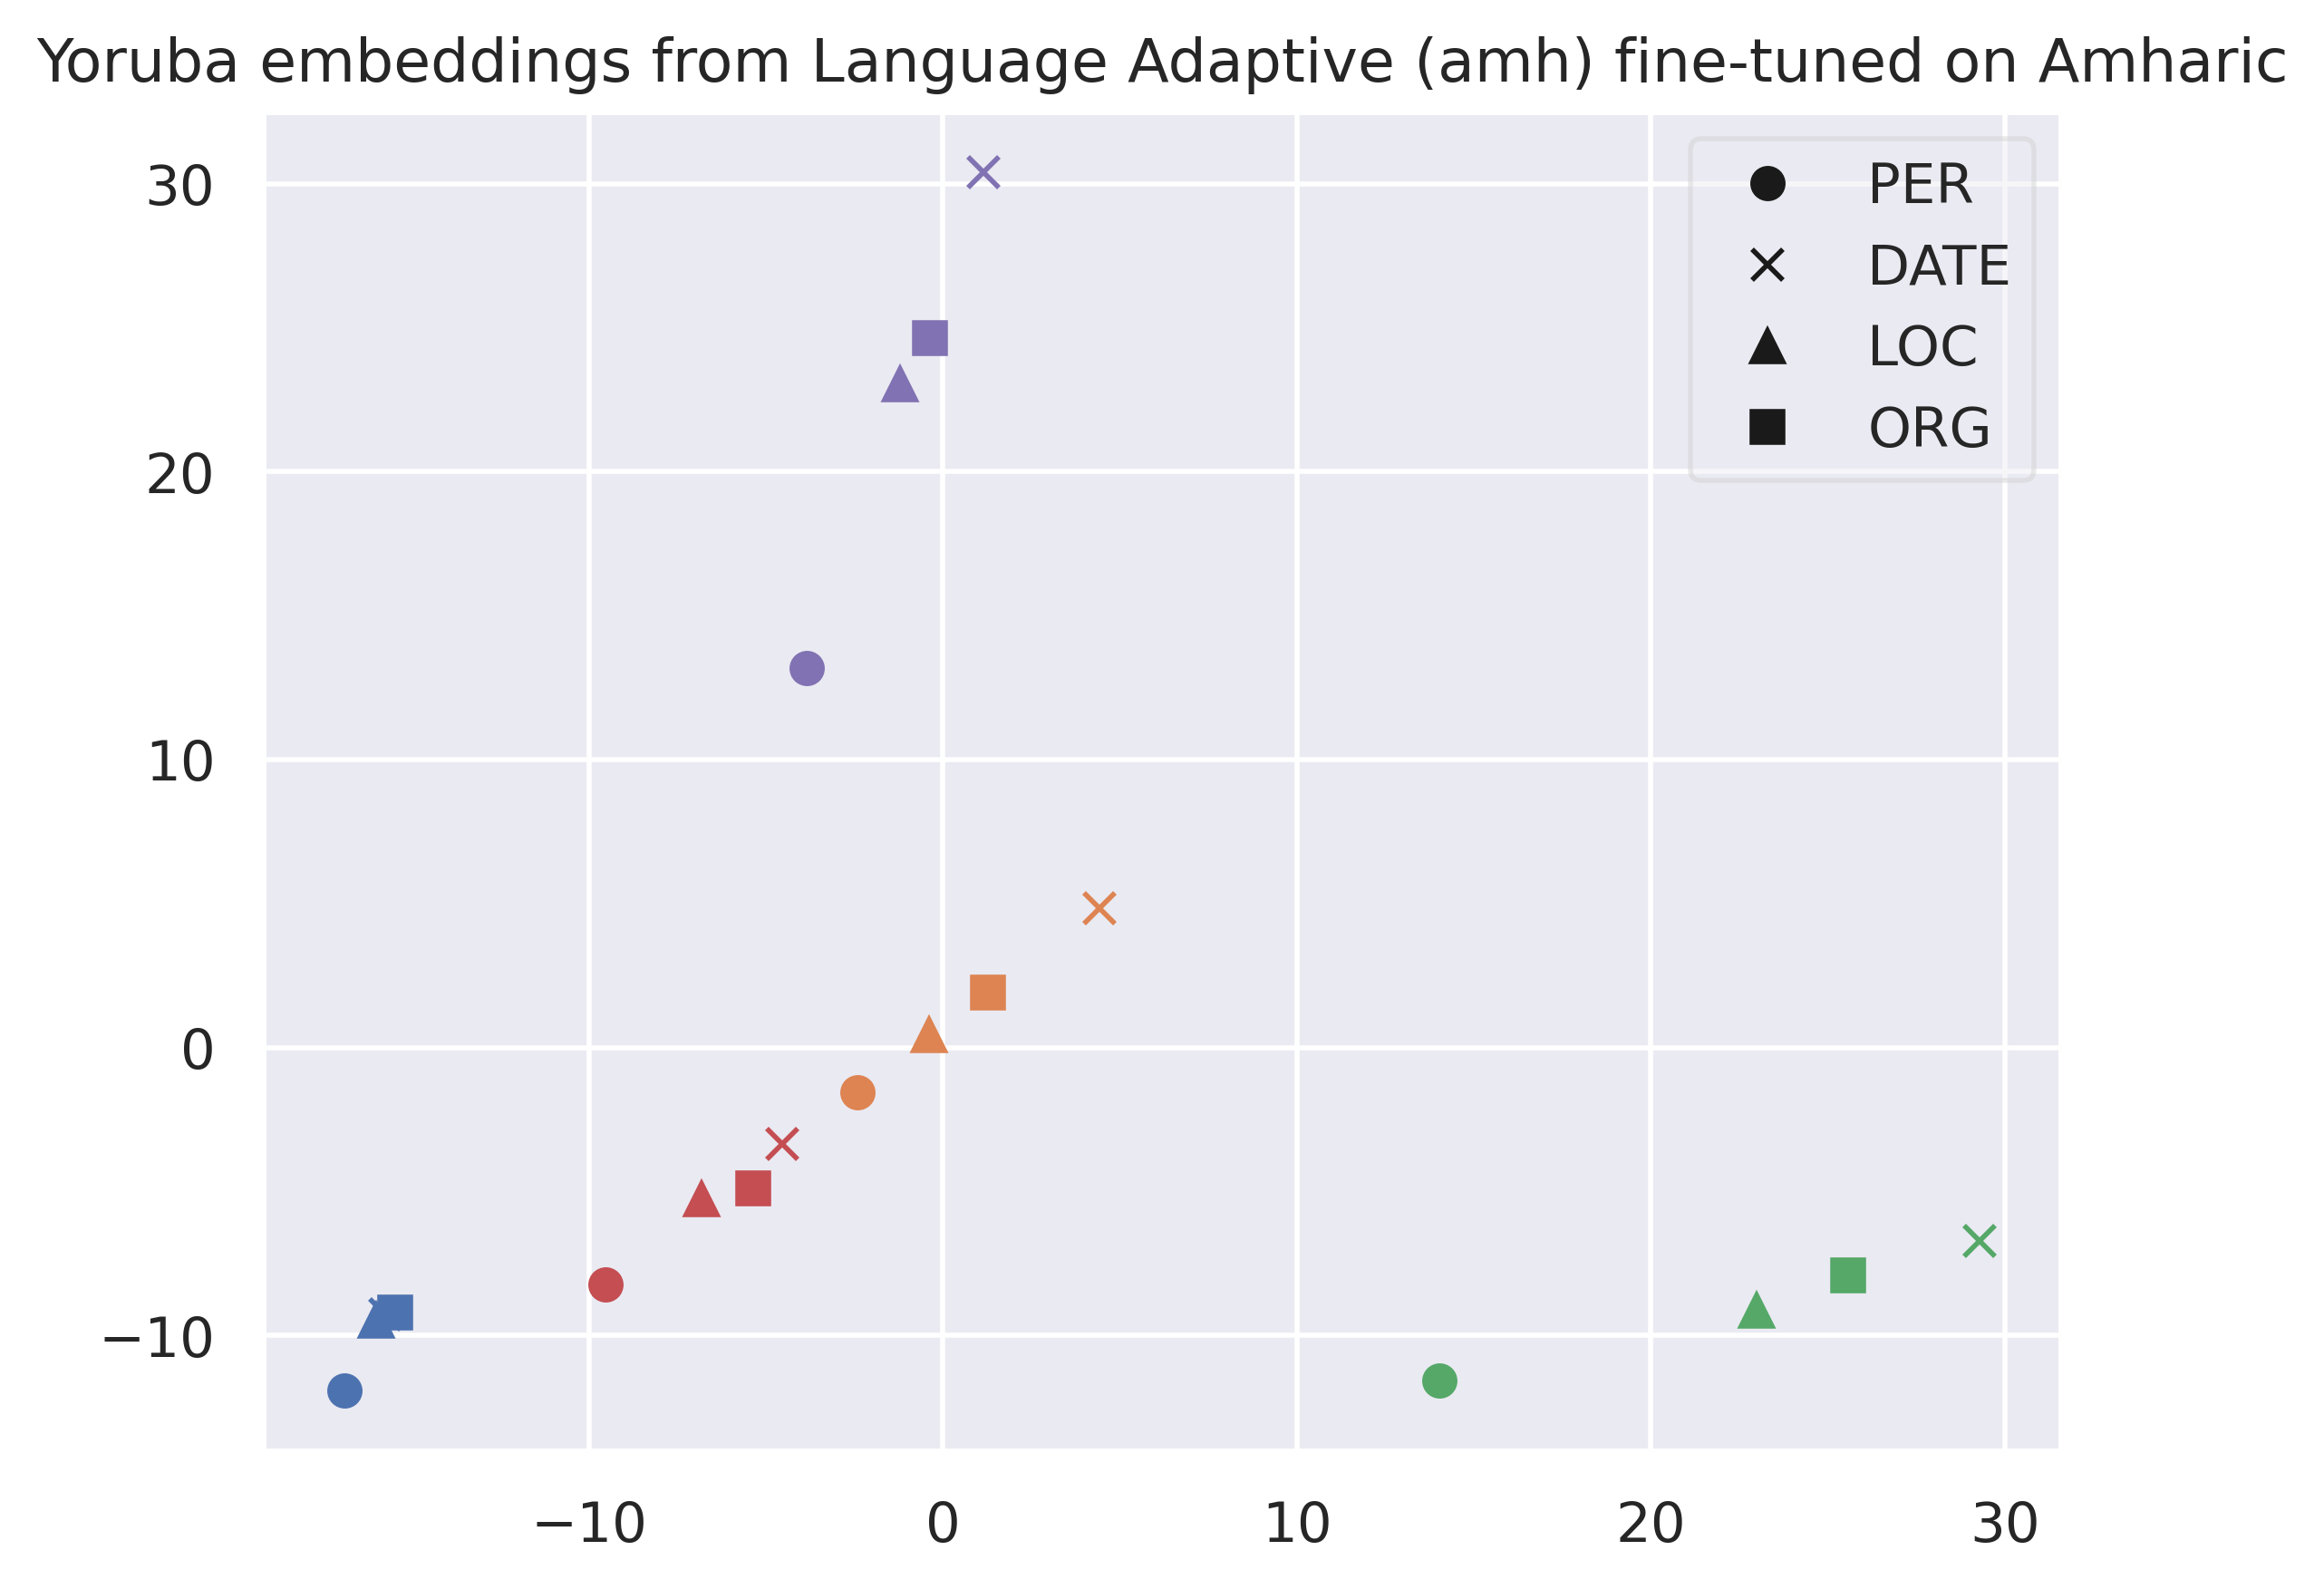 Yoruba embeddings from Language Adaptive (amh) fine-tuned on Amharic
30
20
10
0
−10
−10 0 10 20 30
PER
DATE
LOC
ORG